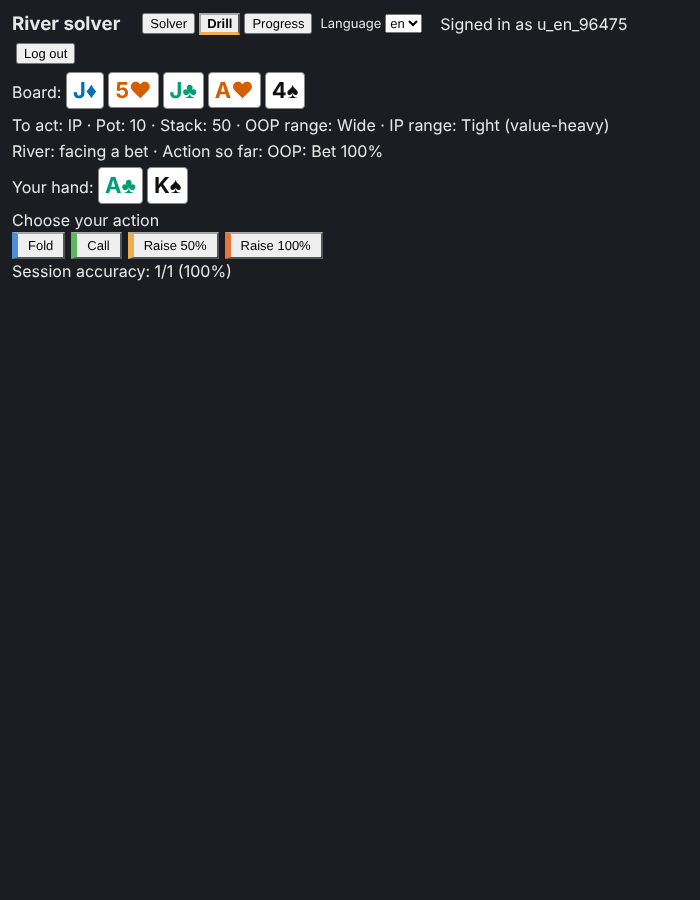 River solver Solver Drill Progress Language en Signed in as u_en_96475
Log out
Board: J♦ 5♥ J♣ A♥ 4♠
To act: IP · Pot: 10 · Stack: 50 · OOP range: Wide · IP range: Tight (value-heavy)
River: facing a bet · Action so far: OOP: Bet 100%
Your hand: A♣ K♠
Choose your action
Fold Call Raise 50% Raise 100%
Session accuracy: 1/1 (100%)